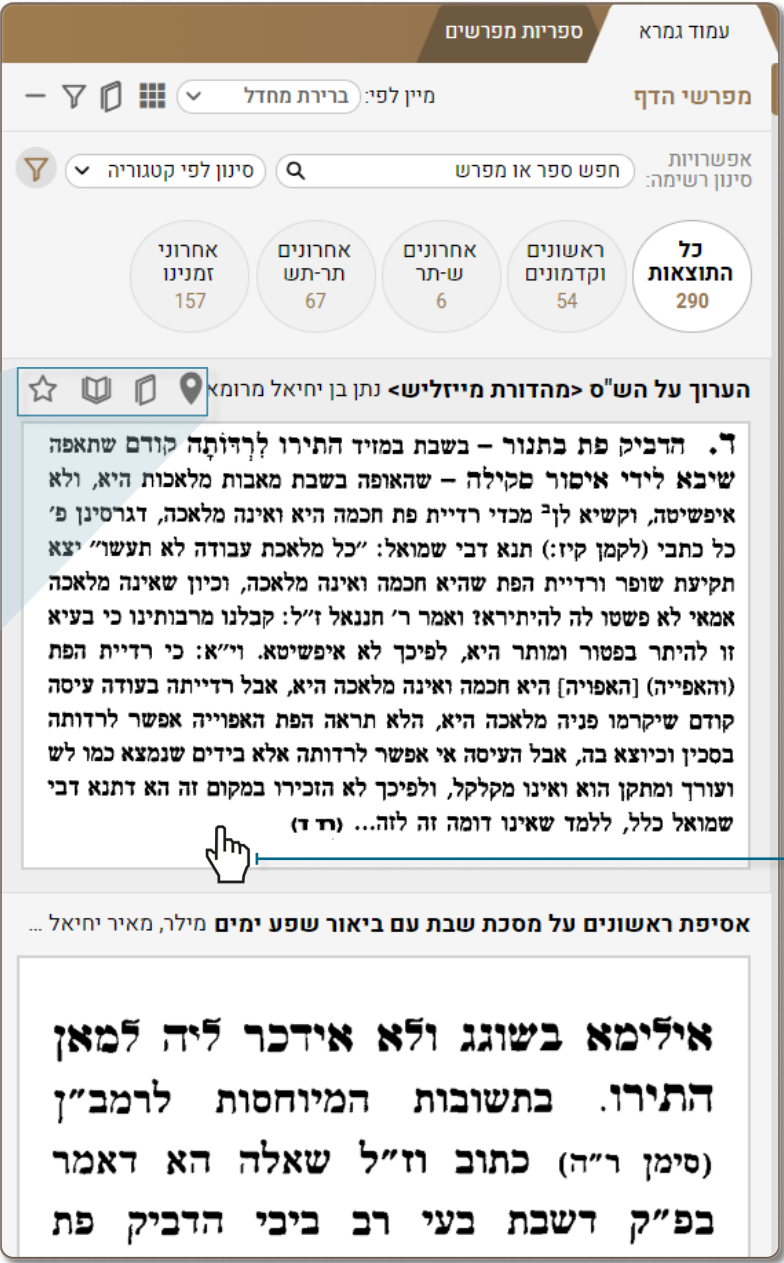 עמוד גמרא
ספריות מפרשים
מפרשי הדף
מיין לפי:
ברירת מחדל
אפשרויות
סינון רשימה:
חפש ספר או מפרש
סינון לפי קטגוריה
כל
התוצאות
290
ראשונים
וקדמונים
54
אחרונים
ש-תר
6
אחרונים
תר-תש
67
אחרוני
זמנינו
157
הערוך על הש"ס <מהדורת מייזליש> נתן בן יחיאל מרומא
ד. הדביק פת בתנור – בשבת במזיד התירו לִרְדּוֹתָהּ קודם שתאפה
שיבא לידי איסור סקילה – שהאופה בשבת מאבות מלאכות היא, ולא
איפשיטה, וקשיא לןב מכדי רדיית פת חכמה היא ואינה מלאכה, דגרסינן פ׳
כל כתבי (לקמן קיז:) תנא דבי שמואל: ״כל מלאכת עבודה לא תעשו״ יצא
תקיעת שופר ורדיית הפת שהיא חכמה ואינה מלאכה, וכיון שאינה מלאכה
אמאי לא פשטו לה להיתירא? ואמר ר׳ חננאל ז״ל: קבלנו מרבותינו כי בעיא
זו להיתר בפטור ומותר היא, לפיכך לא איפשיטא. וי״א: כי רדיית הפת
(והאפייה) [האפויה] היא חכמה ואינה מלאכה היא, אבל רדייתה בעודה עיסה
קודם שיקרמו פניה מלאכה היא, הלא תראה הפת האפוייה אפשר לרדותה
בסכין וכיוצא בה, אבל העיסה אי אפשר לרדותה אלא בידים שנמצא כמו לש
ועורך ומתקן הוא ואינו מקלקל, ולפיכך לא הזכירו במקום זה הא דתנא דבי
שמואל כלל, ללמד שאינו דומה זה לזה... (רד ד)
אסיפת ראשונים על מסכת שבת עם ביאור שפע ימים מילר, מאיר יחיאל ...
אילימא בשוגג ולא אידכר ליה למאן
התירו. בתשובות המיוחסות לרמב״ן
(סימן ר״ה) כתוב וז״ל שאלה הא דאמר
בפ״ק דשבת בעי רב ביבי הדביק פת